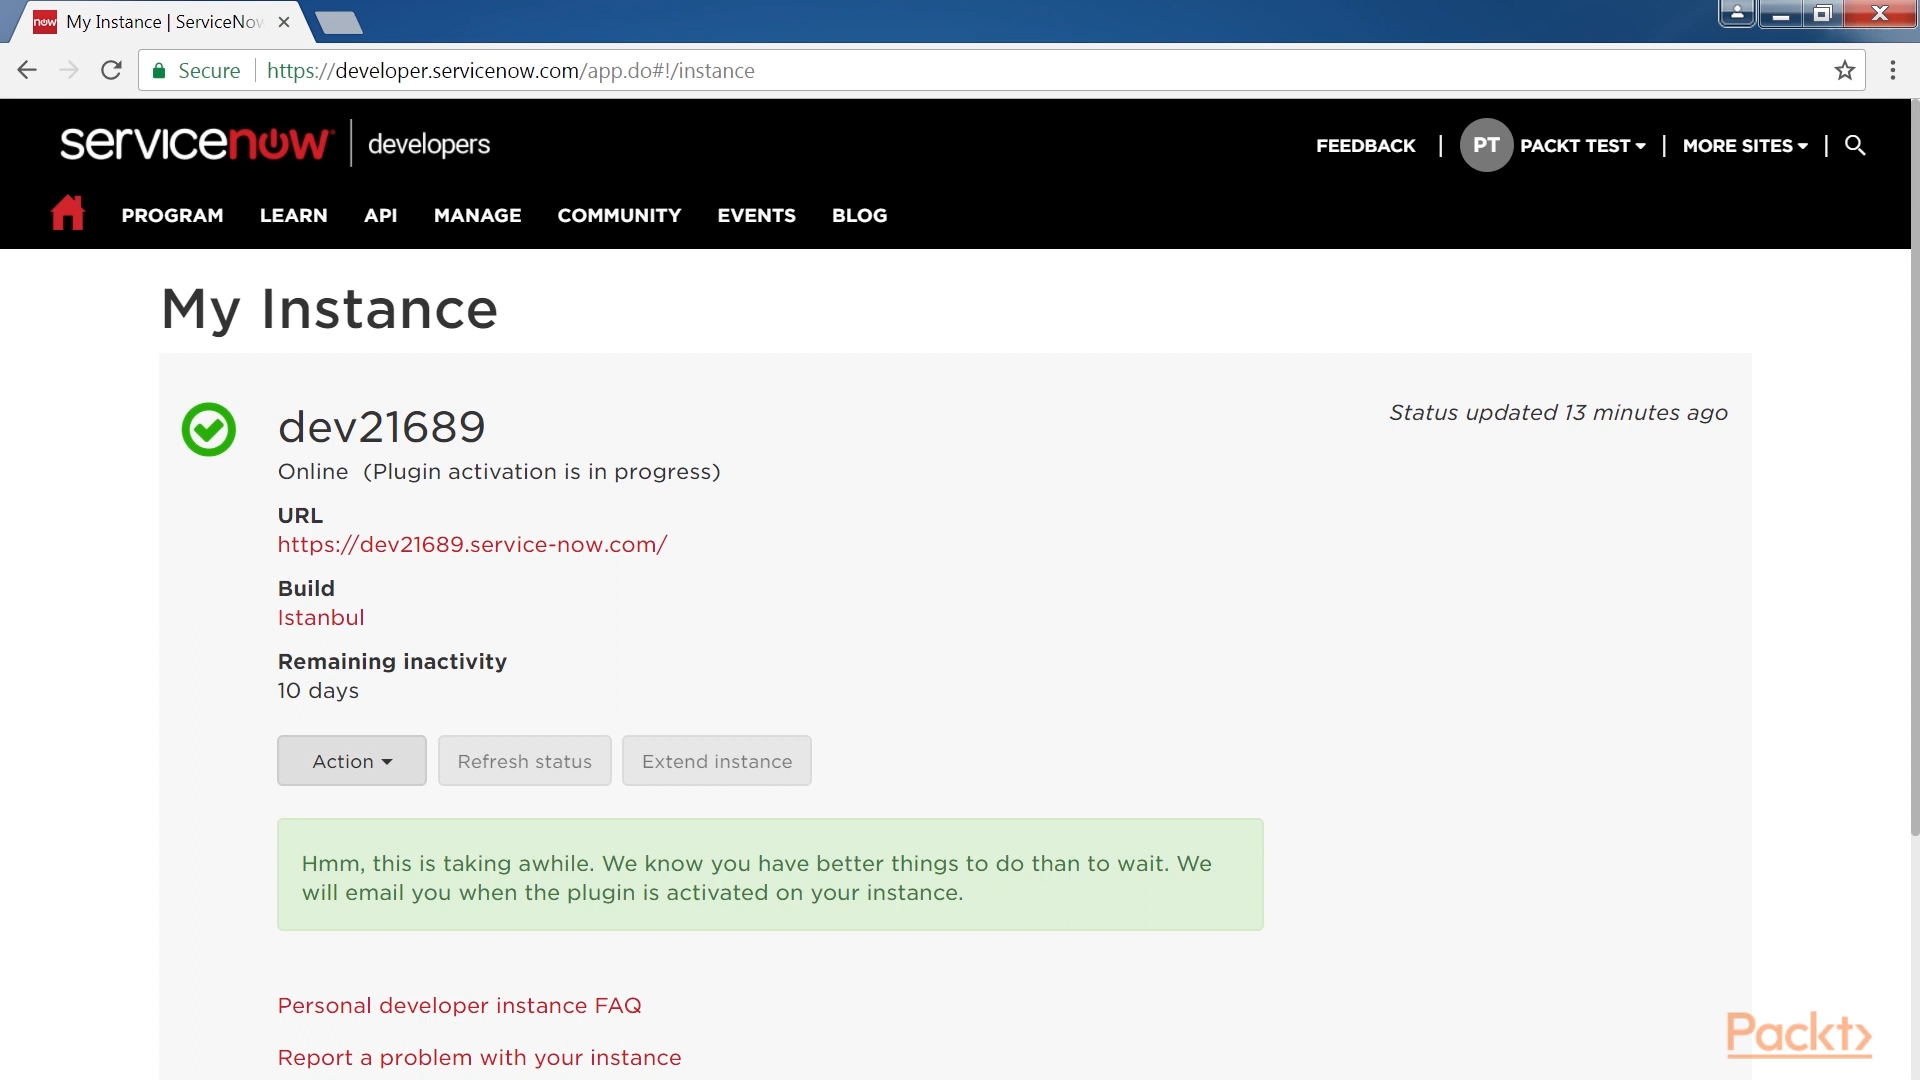 now My Instance | ServiceNow
Secure https://developer.servicenow.com/app.do#!/instance
servicenow developers
FEEDBACK | PT PACKT TEST | MORE SITES |
PROGRAM LEARN API MANAGE COMMUNITY EVENTS BLOG
My Instance
dev21689
Status updated 13 minutes ago
Online (Plugin activation is in progress)
URL
https://dev21689.service-now.com/
Build
Istanbul
Remaining inactivity
10 days
Action Refresh status Extend instance
Hmm, this is taking awhile. We know you have better things to do than to wait. We
will email you when the plugin is activated on your instance.
Personal developer instance FAQ
Report a problem with your instance
Packt>